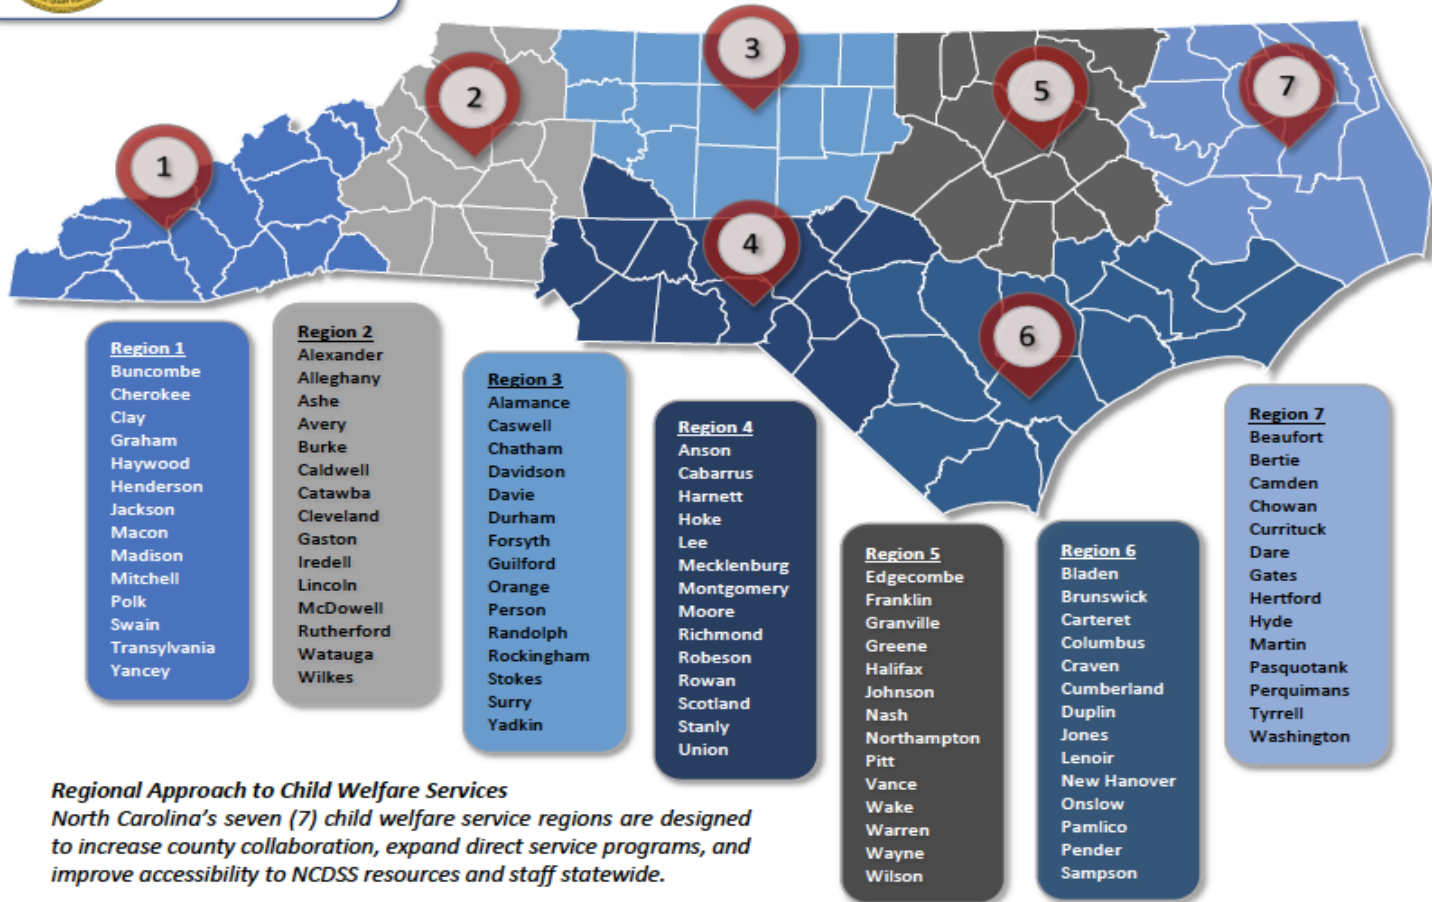 1
2
3
4
5
6
7
Region 1
Buncombe
Cherokee
Clay
Graham
Haywood
Henderson
Jackson
Macon
Madison
Mitchell
Polk
Swain
Transylvania
Yancey
Region 2
Alexander
Alleghany
Ashe
Avery
Burke
Caldwell
Catawba
Cleveland
Gaston
Iredell
Lincoln
McDowell
Rutherford
Watauga
Wilkes
Region 3
Alamance
Caswell
Chatham
Davidson
Davie
Durham
Forsyth
Guilford
Orange
Person
Randolph
Rockingham
Stokes
Surry
Yadkin
Region 4
Anson
Cabarrus
Harnett
Hoke
Lee
Mecklenburg
Montgomery
Moore
Richmond
Robeson
Rowan
Scotland
Stanly
Union
Region 5
Edgecombe
Franklin
Granville
Greene
Halifax
Johnson
Nash
Northampton
Pitt
Vance
Wake
Warren
Wayne
Wilson
Region 6
Bladen
Brunswick
Carteret
Columbus
Craven
Cumberland
Duplin
Jones
Lenoir
New Hanover
Onslow
Pamlico
Pender
Sampson
Region 7
Beaufort
Bertie
Camden
Chowan
Currituck
Dare
Gates
Hertford
Hyde
Martin
Pasquotank
Perquimans
Tyrrell
Washington
Regional Approach to Child Welfare Services
North Carolina's seven (7) child welfare service regions are designed
to increase county collaboration, expand direct service programs, and
improve accessibility to NCDSS resources and staff statewide.